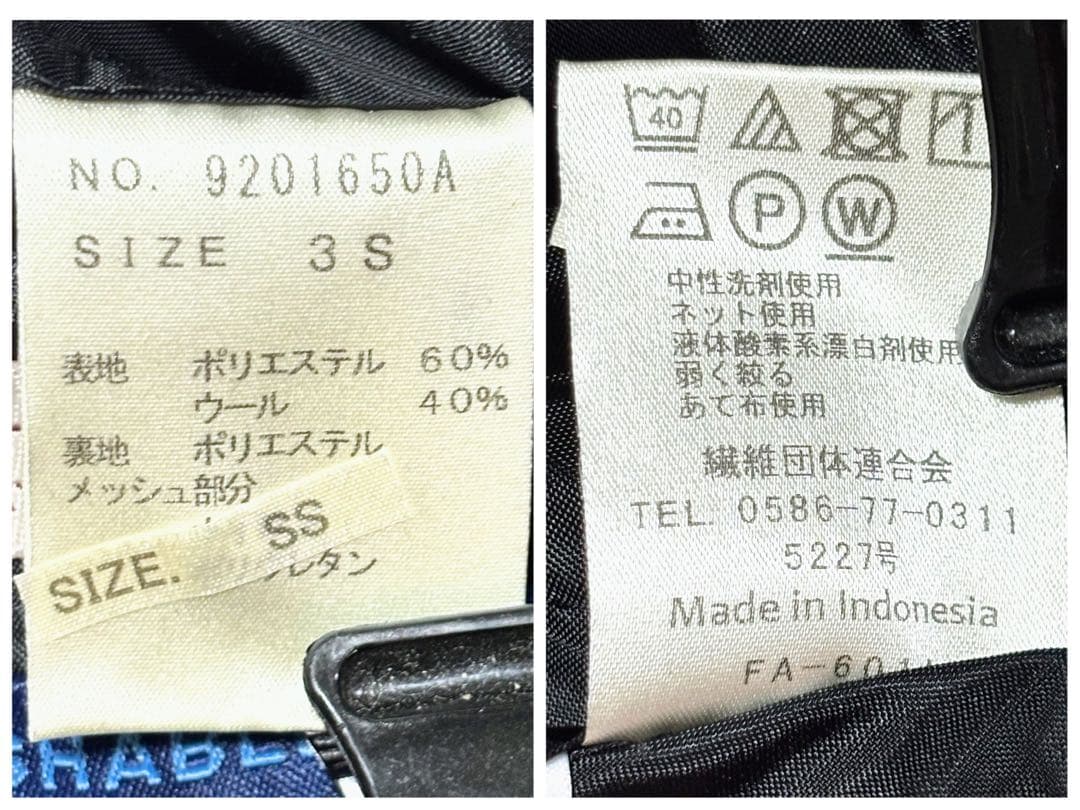 NO. 9201650A
SIZE 3S
表地 ポリエステル 60%
ウール 40%
裏地 ポリエステル
メッシュ部分
SIZE. SS
レタン
40
P
W
中性洗剤使用
ネット使用
液体酸素系漂白剤使用
弱く絞る
あて布使用
繊維団体連合会
TEL. 0586-77-0311
5227号
Made in Indonesia
FA-601